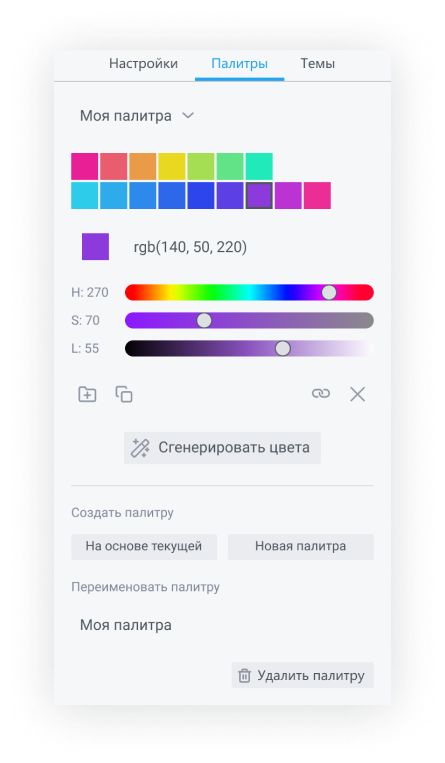 Настройки Палитры Темы
Моя палитра
rgb(140, 50, 220)
H: 270
S: 70
L: 55
Сгенерировать цвета
Создать палитру
На основе текущей Новая палитра
Переименовать палитру
Моя палитра
Удалить палитру